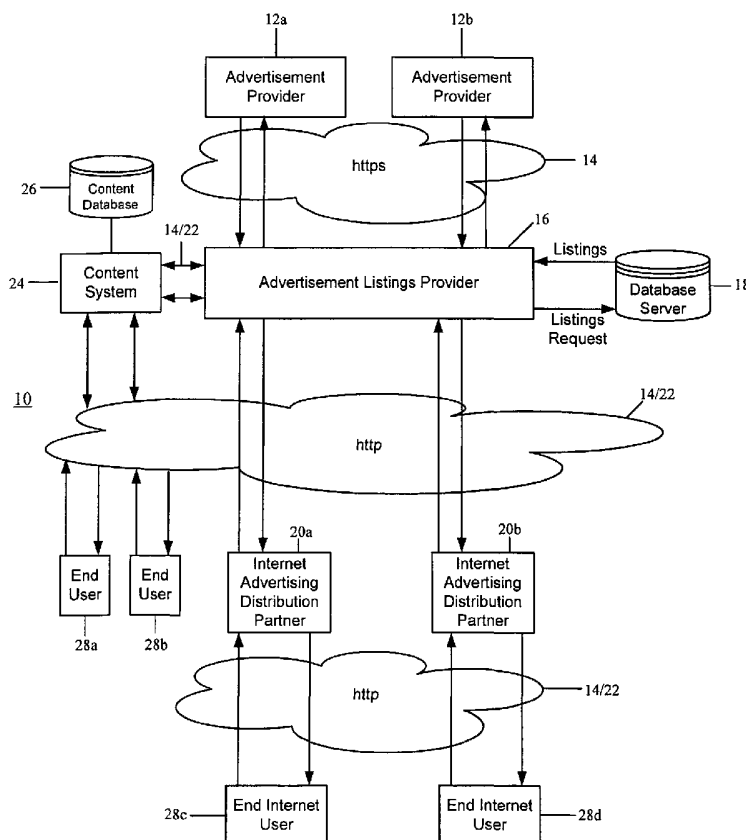 12a
12b
Advertisement
Provider
Advertisement
Provider
https
14
26
Content
Database
14/22
16
24
Content
System
Advertisement Listings Provider
Listings
Database
Server
18
Listings
Request
10
14/22
http
20a
20b
End
User
End
User
Internet
Advertising
Distribution
Partner
Internet
Advertising
Distribution
Partner
28a
28b
http
14/22
28c
End Internet
User
End Internet
User
28d